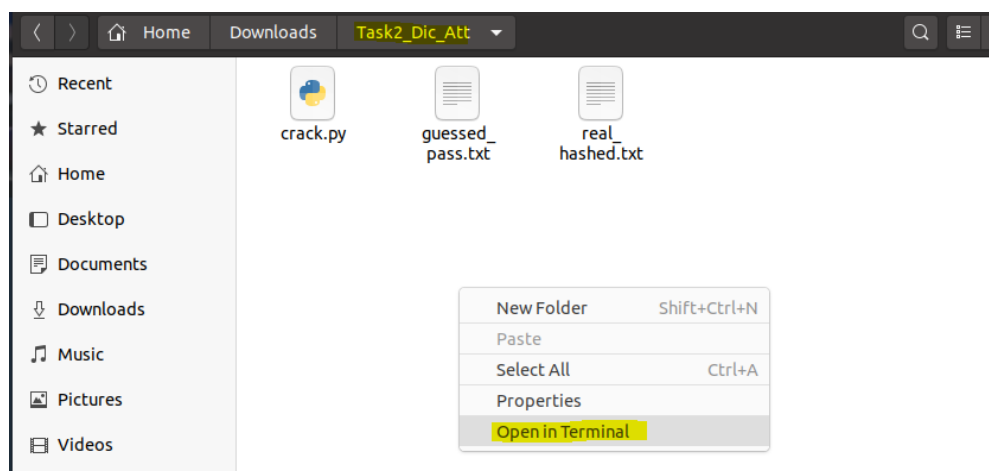 Home Downloads Task2_Dic_Att
Recent
Starred
Home
Desktop
Documents
Downloads
Music
Pictures
Videos
crack.py
guessed_
pass.txt
real_
hashed.txt
New Folder Shift+Ctrl+N
Paste
Select All Ctrl+A
Properties
Open in Terminal